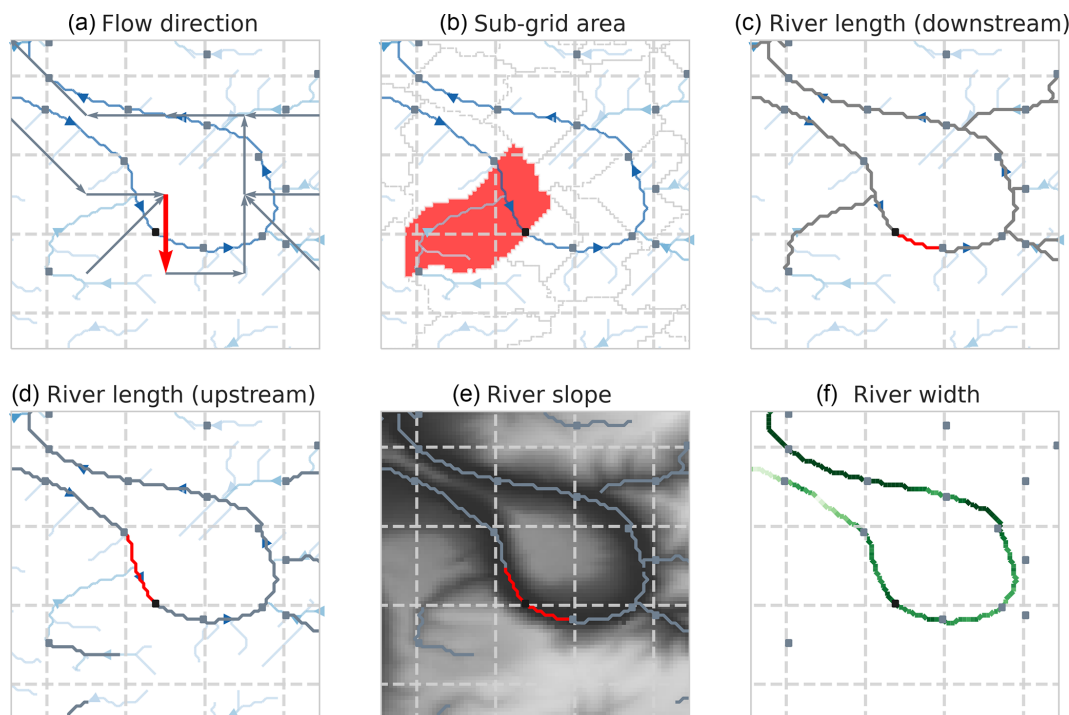 (a) Flow direction
(b) Sub-grid area
(c) River length (downstream)
(d) River length (upstream)
(e) River slope
(f) River width